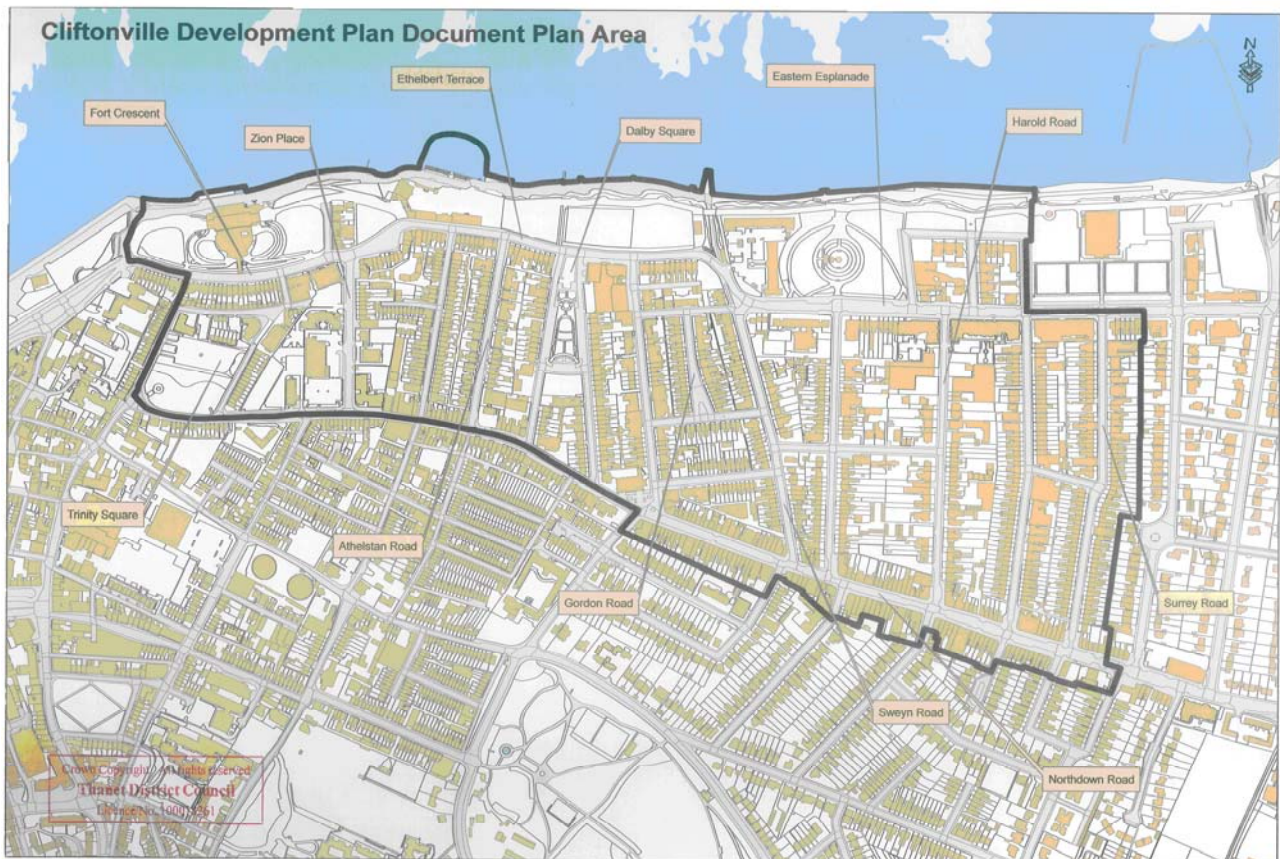 Cliftonville Development Plan Document Plan Area
N
Ethelbert Terrace
Eastern Esplanade
Fort Crescent
Zion Place
Dalby Square
Harold Road
Trinity Square
Athelstan Road
Gordon Road
Surrey Road
Sweyn Road
Northdown Road
Crown Copyright All rights reserved
Thanet District Council
Licence No.